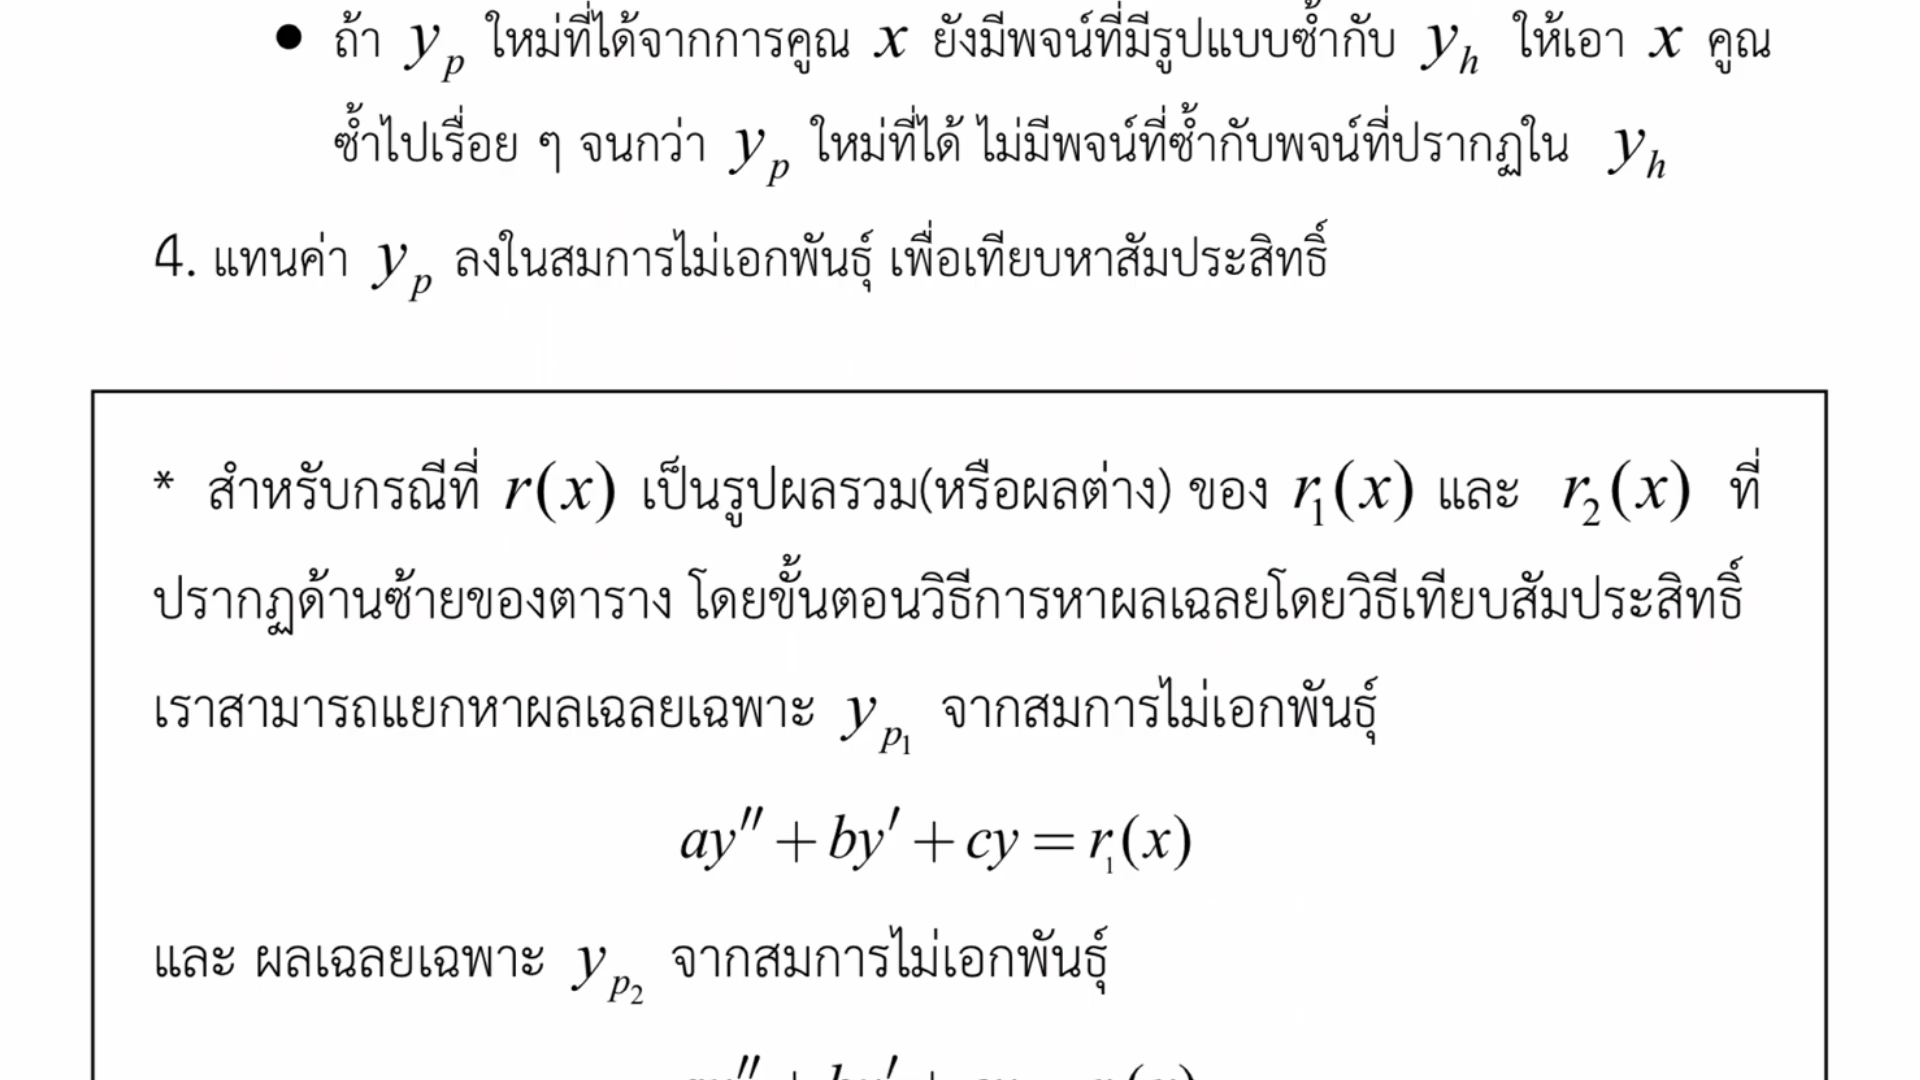 ● ถ้า y_p ใหม่ที่ได้จากการคูณ x ยังมีพจน์ที่มีรูปแบบซ้ำกับ y_h ให้เอา x คูณ
ซ้ำไปเรื่อย ๆ จนกว่า y_p ใหม่ที่ได้ ไม่มีพจน์ที่ซ้ำกับพจน์ที่ปรากฏใน y_h
4. แทนค่า y_p ลงในสมการไม่เอกพันธุ์ เพื่อเทียบหาสัมประสิทธิ์
* สำหรับกรณีที่ r(x) เป็นรูปผลรวม(หรือผลต่าง) ของ r₁(x) และ r₂(x) ที่
ปรากฏด้านซ้ายของตาราง โดยขั้นตอนวิธีการหาผลเฉลยโดยวิธีเทียบสัมประสิทธิ์
เราสามารถแยกหาผลเฉลยเฉพาะ y_{p₁} จากสมการไม่เอกพันธุ์
ay″ + by′ + cy = r₁(x)
และ ผลเฉลยเฉพาะ y_{p₂} จากสมการไม่เอกพันธุ์